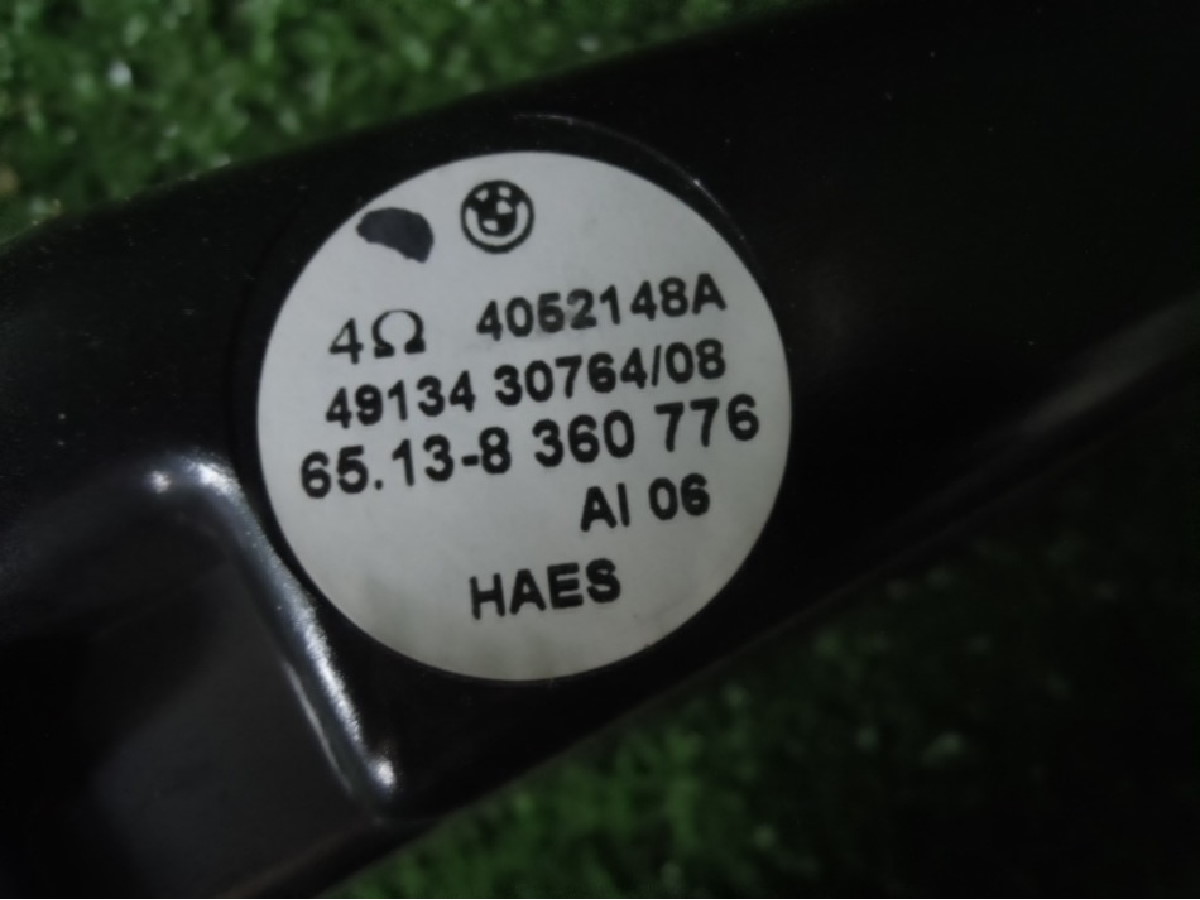 4Ω 4052148A
49134 30764/08
65.13-8 360 776
AI 06
HAES